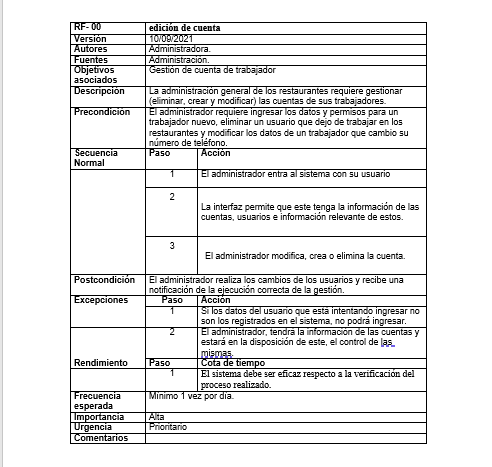 RF- 00 edición de cuenta
Versión 10/09/2021
Autores Administradora.
Fuentes Administración.
Objetivos Gestión de cuenta de trabajador
asociados
Descripción La administración general de los restaurantes requiere gestionar
(eliminar, crear y modificar) las cuentas de sus trabajadores.
Precondición El administrador requiere ingresar los datos y permisos para un
trabajador nuevo, eliminar un usuario que dejo de trabajar en los
restaurantes y modificar los datos de un trabajador que cambio su
número de teléfono.
Secuencia Paso Acción
Normal
1 El administrador entra al sistema con su usuario
2
La interfaz permite que este tenga la información de las
cuentas, usuarios e información relevante de estos.
3
El administrador modifica, crea o elimina la cuenta.
Postcondición El administrador realiza los cambios de los usuarios y recibe una
notificación de la ejecución correcta de la gestión.
Excepciones Paso Acción
1 Si los datos del usuario que está intentando ingresar no
son los registrados en el sistema, no podrá ingresar.
2 El administrador, tendrá la información de las cuentas y
estará en la disposición de este, el control de las
mismas.
Rendimiento Paso Cota de tiempo
1 El sistema debe ser eficaz respecto a la verificación del
proceso realizado.
Frecuencia Mínimo 1 vez por día.
esperada
Importancia Alta
Urgencia Prioritario
Comentarios